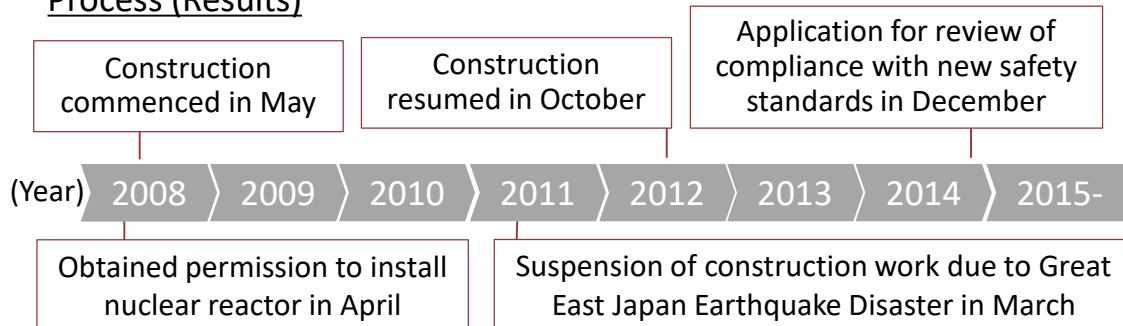 Process (Results)
Construction
commenced in May
Construction
resumed in October
Application for review of
compliance with new safety
standards in December
(Year) 2008 2009 2010 2011 2012 2013 2014 2015-
Obtained permission to install
nuclear reactor in April
Suspension of construction work due to Great
East Japan Earthquake Disaster in March